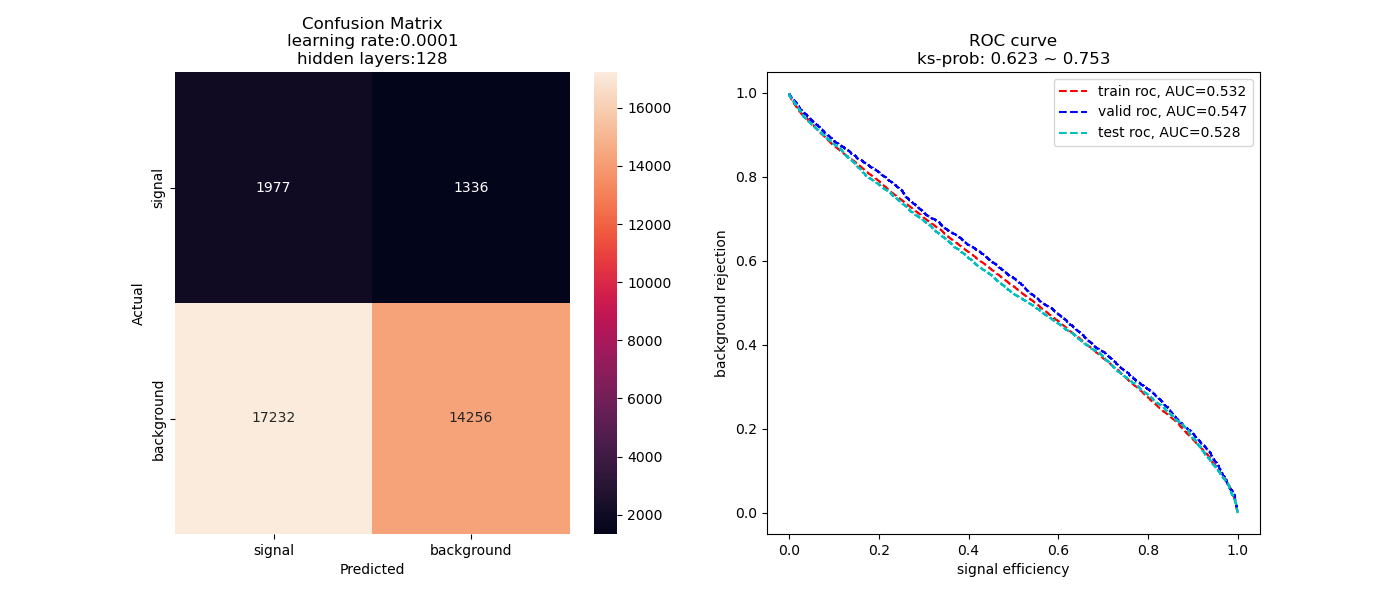 Confusion Matrix
learning rate:0.0001
hidden layers:128
signal
background
Actual
1977
1336
17232
14256
signal
background
Predicted
16000
14000
12000
10000
8000
6000
4000
2000
ROC curve
ks-prob: 0.623 ~ 0.753
train roc, AUC=0.532
valid roc, AUC=0.547
test roc, AUC=0.528
background rejection
1.0
0.8
0.6
0.4
0.2
0.0
0.0
0.2
0.4
0.6
0.8
1.0
signal efficiency